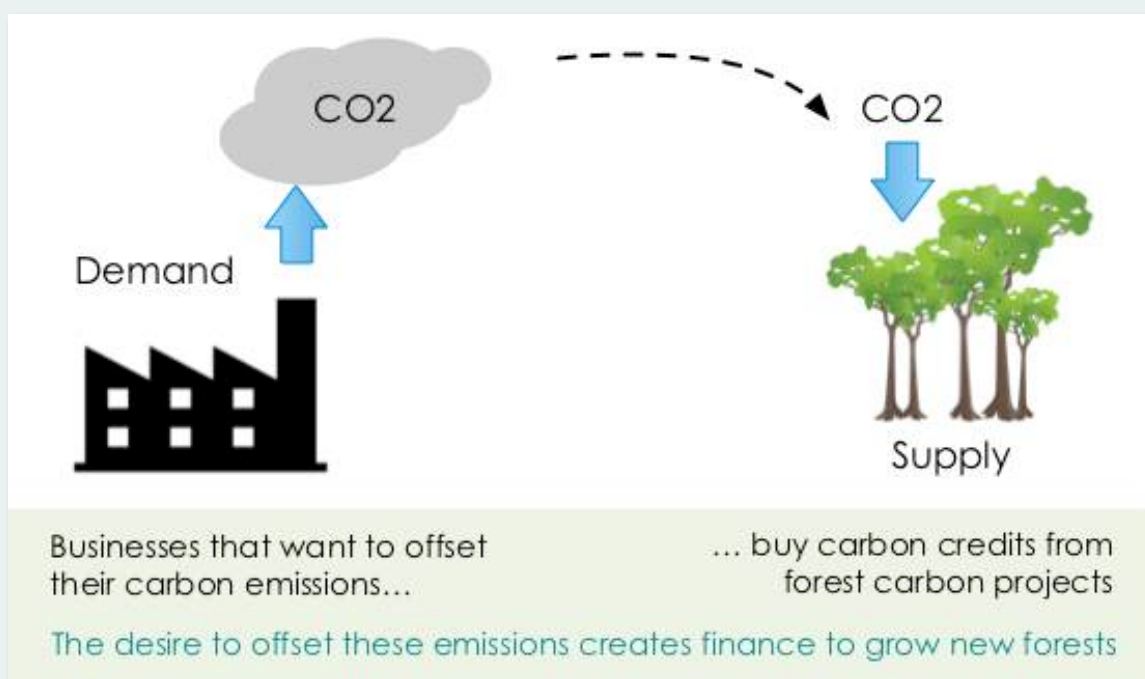 CO2
CO2
Demand
Supply
Businesses that want to offset
their carbon emissions...
... buy carbon credits from
forest carbon projects
The desire to offset these emissions creates finance to grow new forests